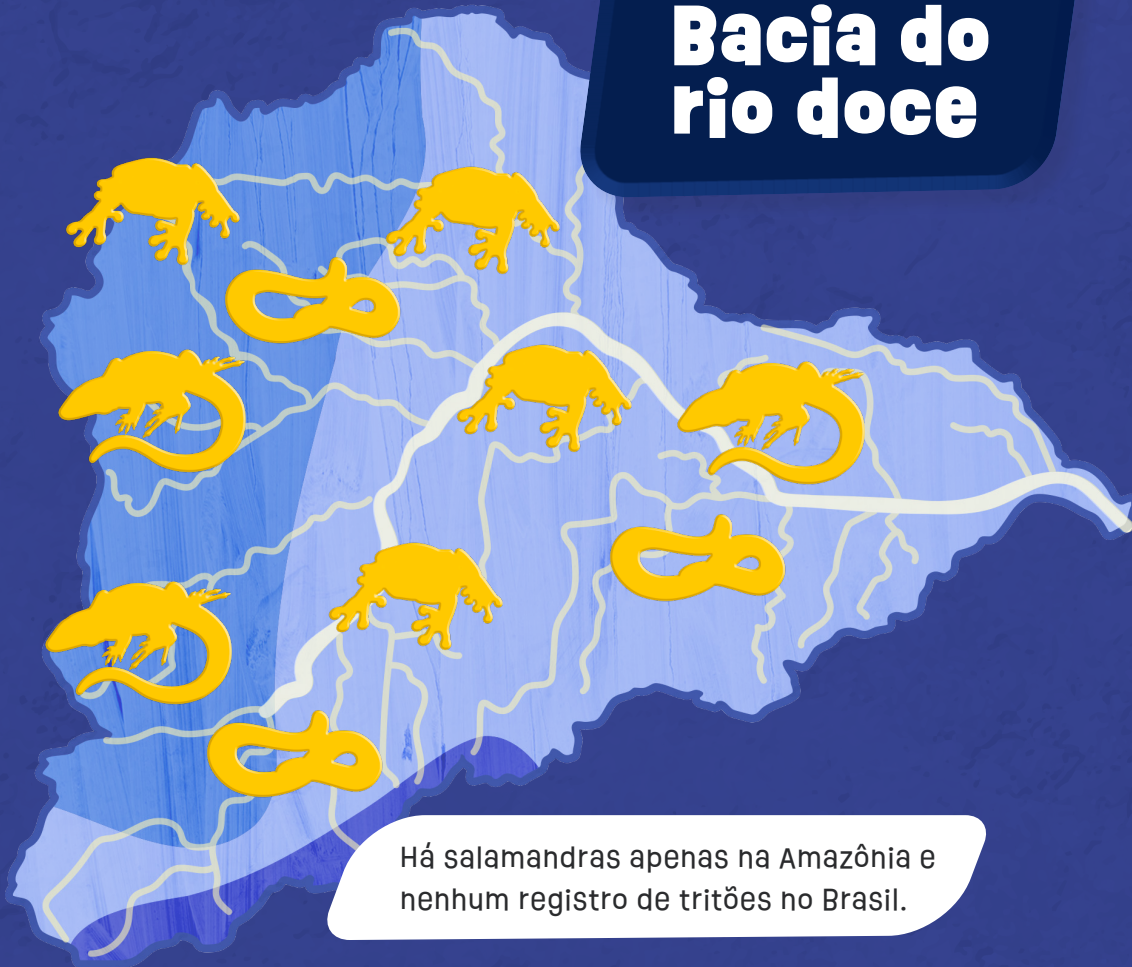 Bacia do
rio doce
Há salamandras apenas na Amazônia e
nenhum registro de tritões no Brasil.